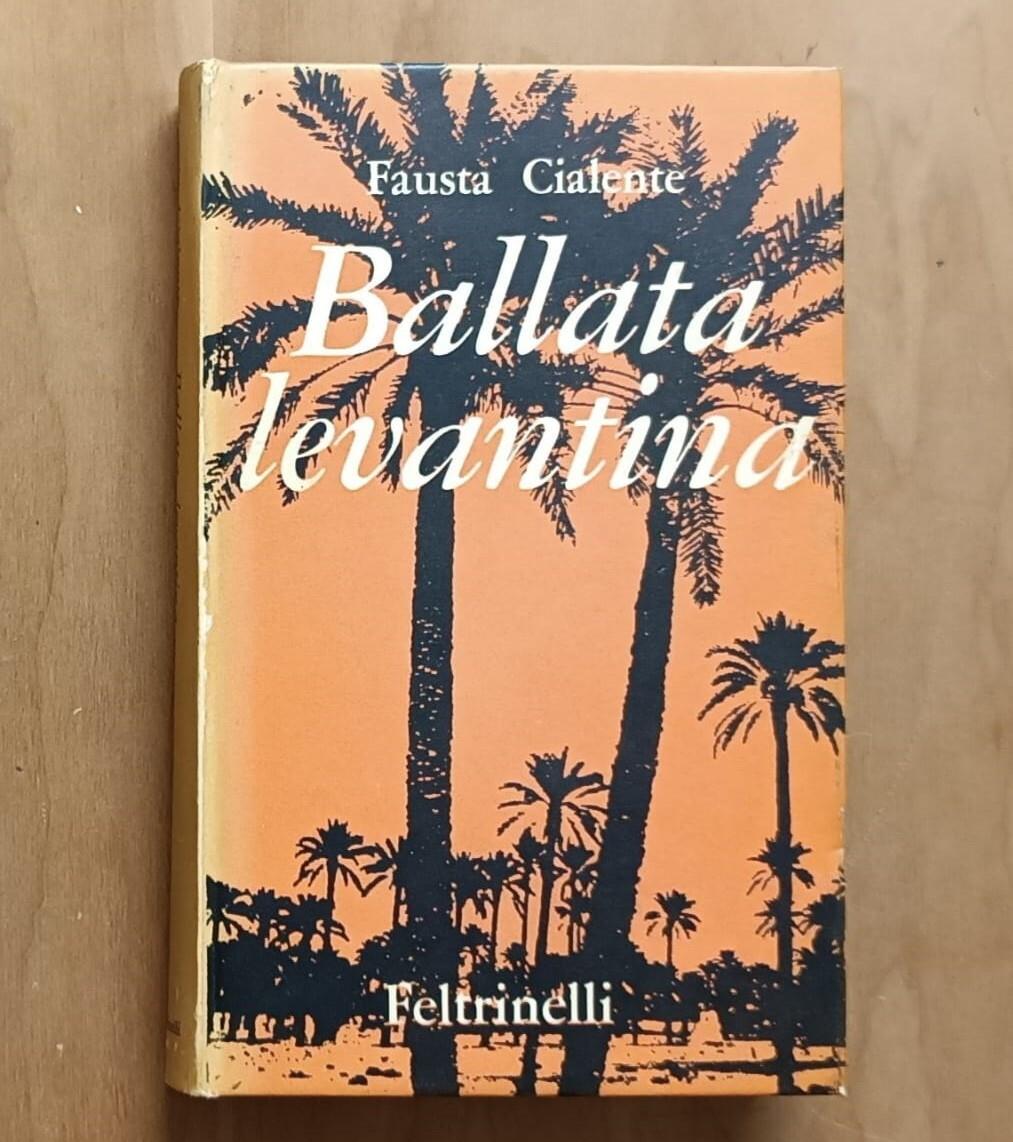 Fausta Cialente
Ballata
levantina
Feltrinelli